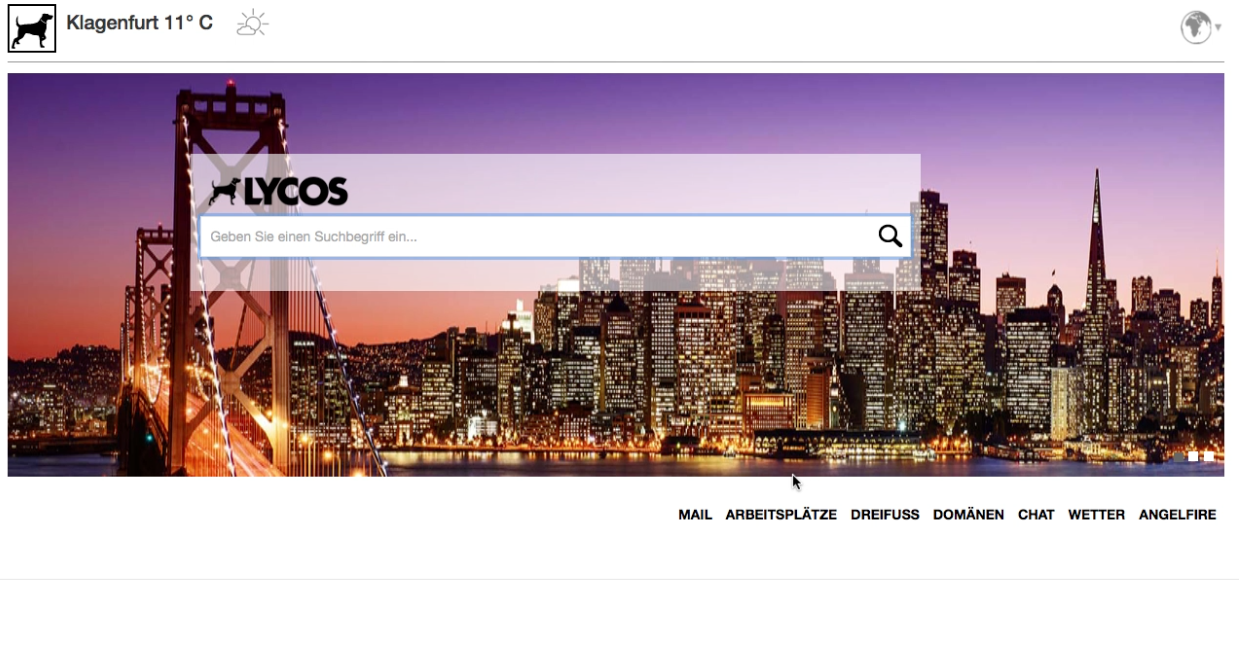 Klagenfurt 11° C
LYCOS
Geben Sie einen Suchbegriff ein...
MAIL ARBEITSPLÄTZE DREIFUSS DOMÄNEN CHAT WETTER ANGELFIRE